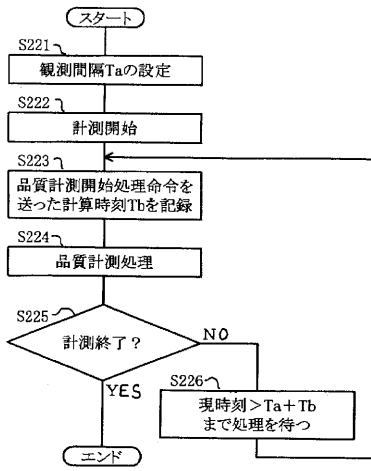 スタート
S221
観測間隔Taの設定
S222
計測開始
S223
品質計測開始処理命令を
送った計算時刻Tbを記録
S224
品質計測処理
S225
計測終了？
NO
YES
S226
現時刻＞Ta＋Tb
まで処理を待つ
エンド